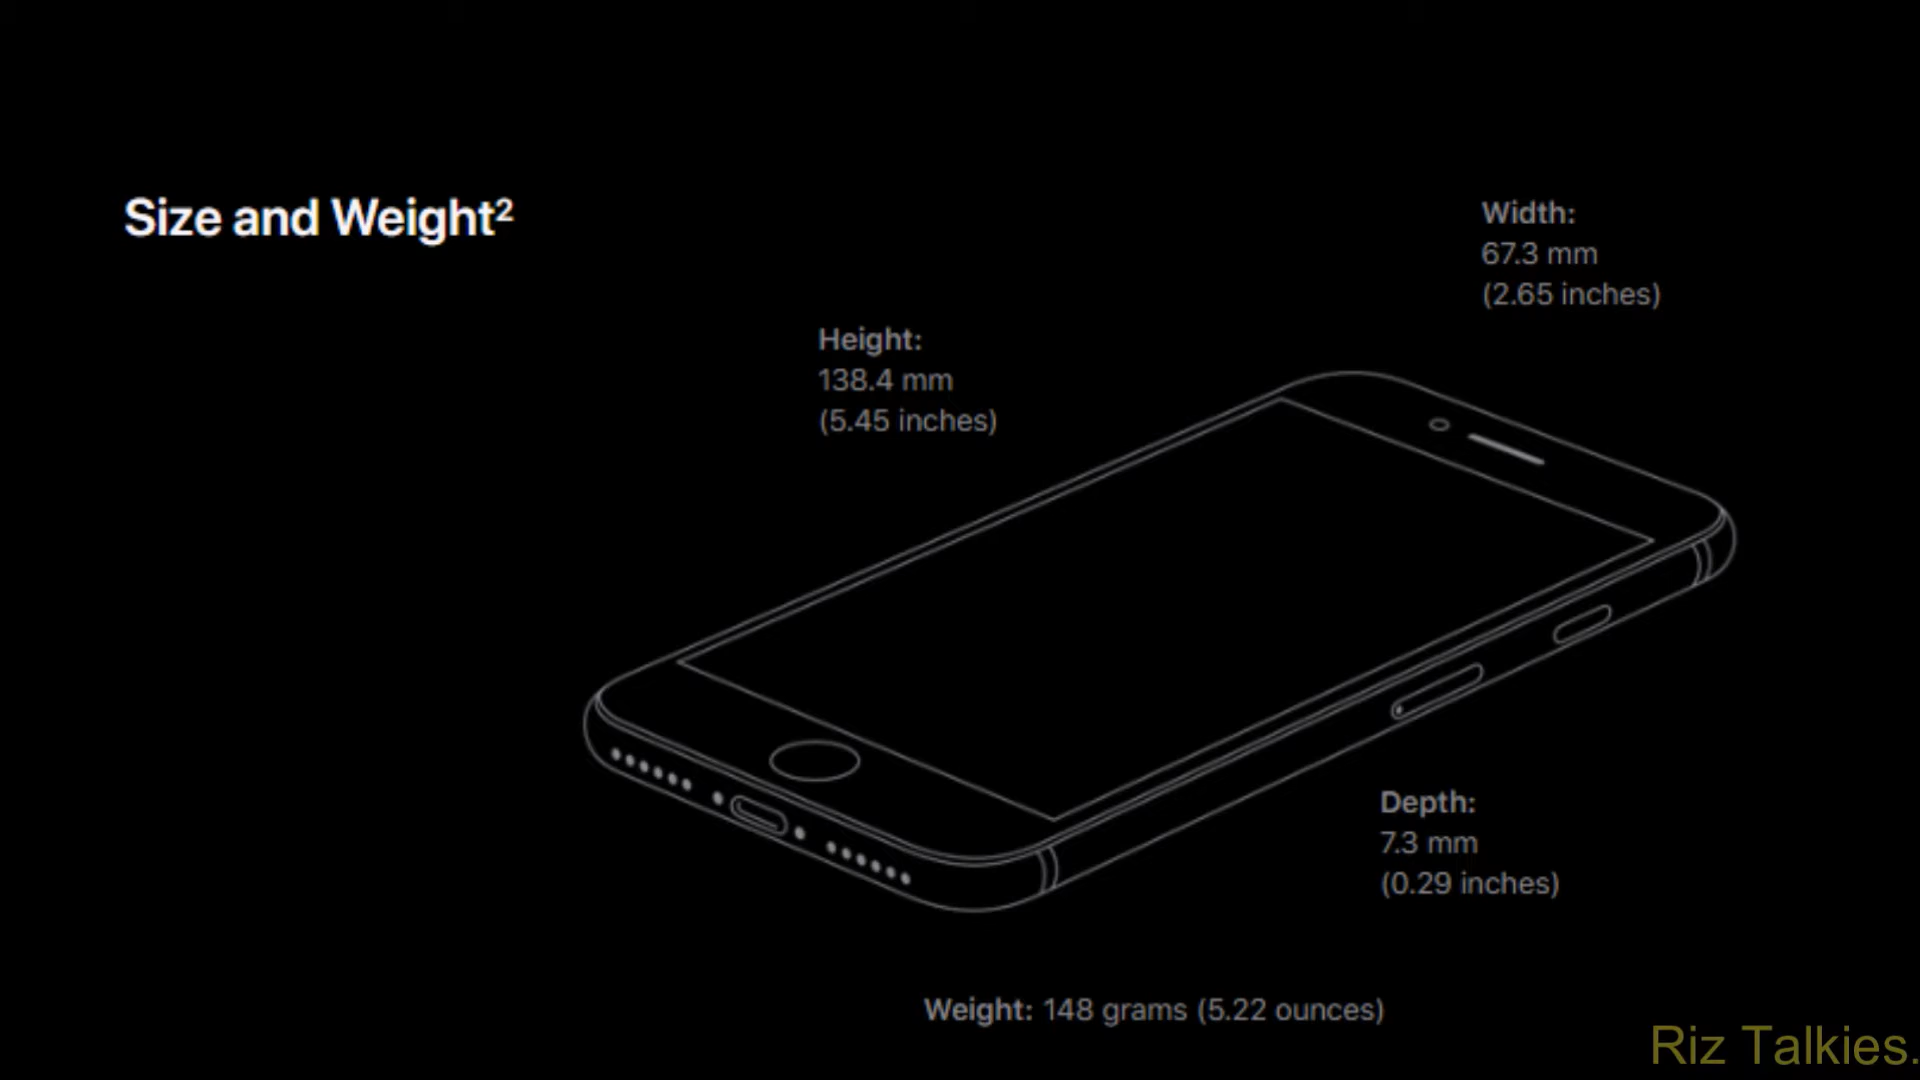 Size and Weight²
Width:
67.3 mm
(2.65 inches)
Height:
138.4 mm
(5.45 inches)
Depth:
7.3 mm
(0.29 inches)
Weight: 148 grams (5.22 ounces)
Riz Talkies.